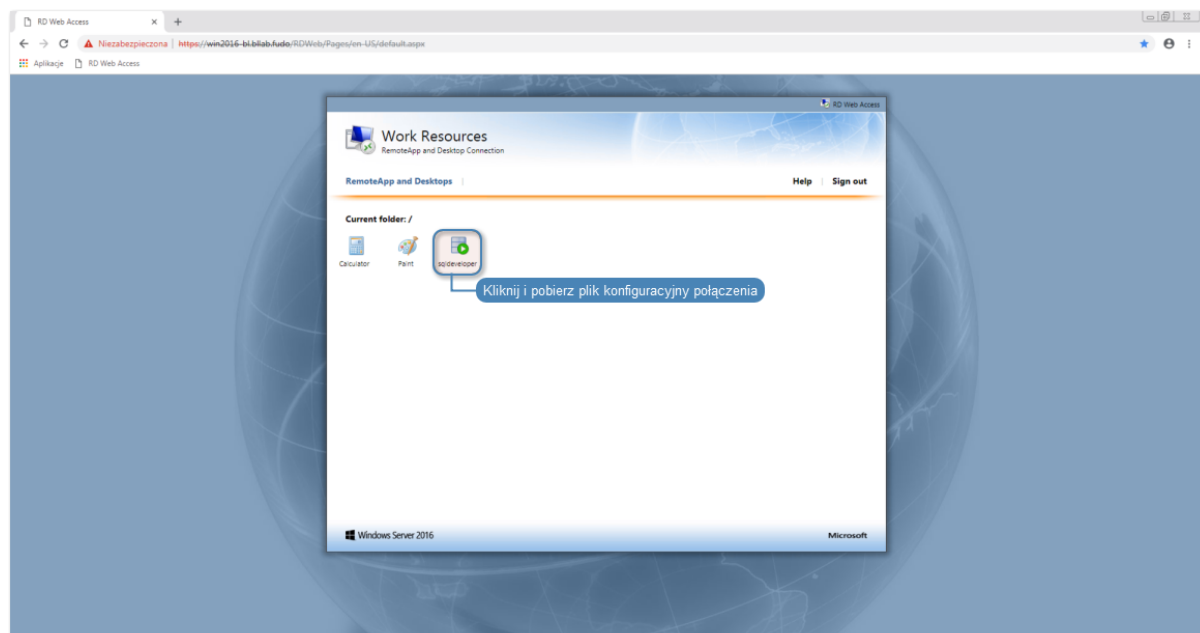 RD Web Access
Niezabezpieczona | https://win2016-bl.bllab.fudo/RDWeb/Pages/en-US/default.aspx
Aplikacje RD Web Access
RD Web Access
Work Resources
RemoteApp and Desktop Connection
RemoteApp and Desktops Help Sign out
Current folder: /
Calculator Paint sqldeveloper
Kliknij i pobierz plik konfiguracyjny połączenia
Windows Server 2016 Microsoft